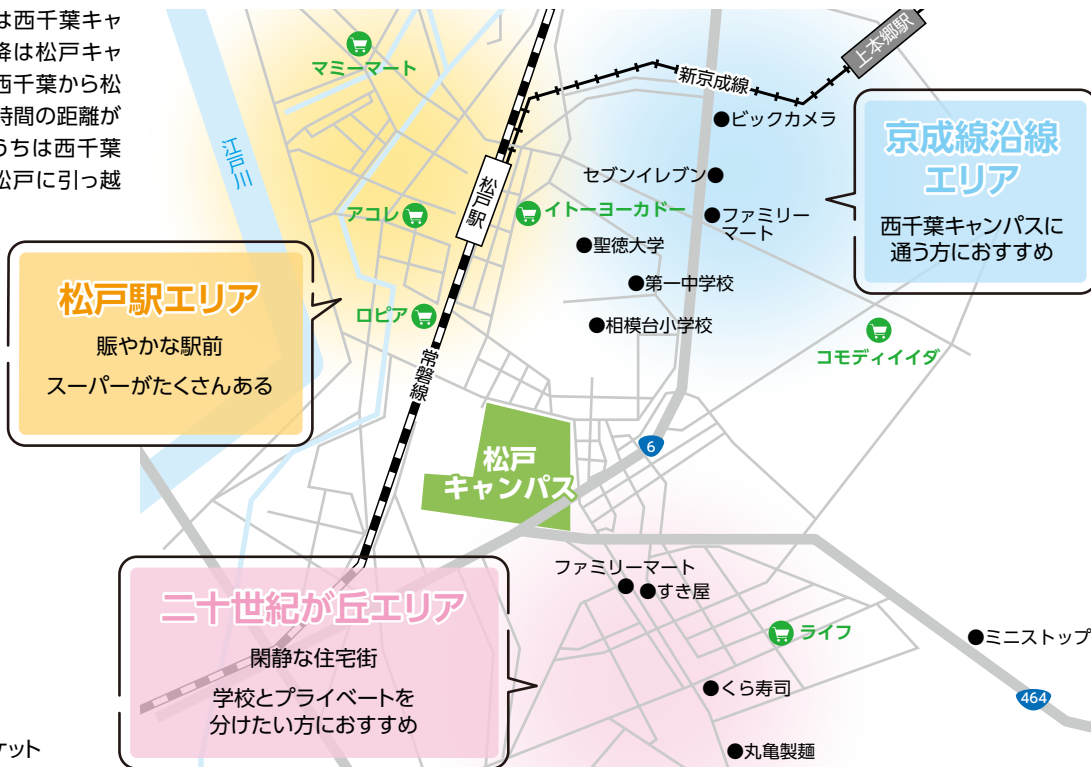 は西千葉キャ
降は松戸キャ
西千葉から松
時間の距離が
うちは西千葉
松戸に引っ越
マミーマート
江戸川
アコレ
松戸駅
イトーヨーカドー
新京成線
上本郷駅
ビックカメラ
セブンイレブン
ファミリー
マート
聖徳大学
第一中学校
相模台小学校
京成線沿線
エリア
西千葉キャンパスに
通う方におすすめ
松戸駅エリア
賑やかな駅前
スーパーがたくさんある
ロピア
常磐線
コモディイイダ
6
松戸
キャンパス
二十世紀が丘エリア
閑静な住宅街
学校とプライベートを
分けたい方におすすめ
ファミリーマート
すき屋
ライフ
ミニストップ
くら寿司
464
丸亀製麺
ケット